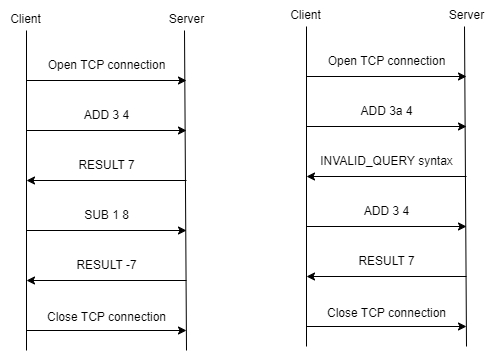 Client Server
Open TCP connection
ADD 3 4
RESULT 7
SUB 1 8
RESULT -7
Close TCP connection
Client Server
Open TCP connection
ADD 3a 4
INVALID_QUERY syntax
ADD 3 4
RESULT 7
Close TCP connection